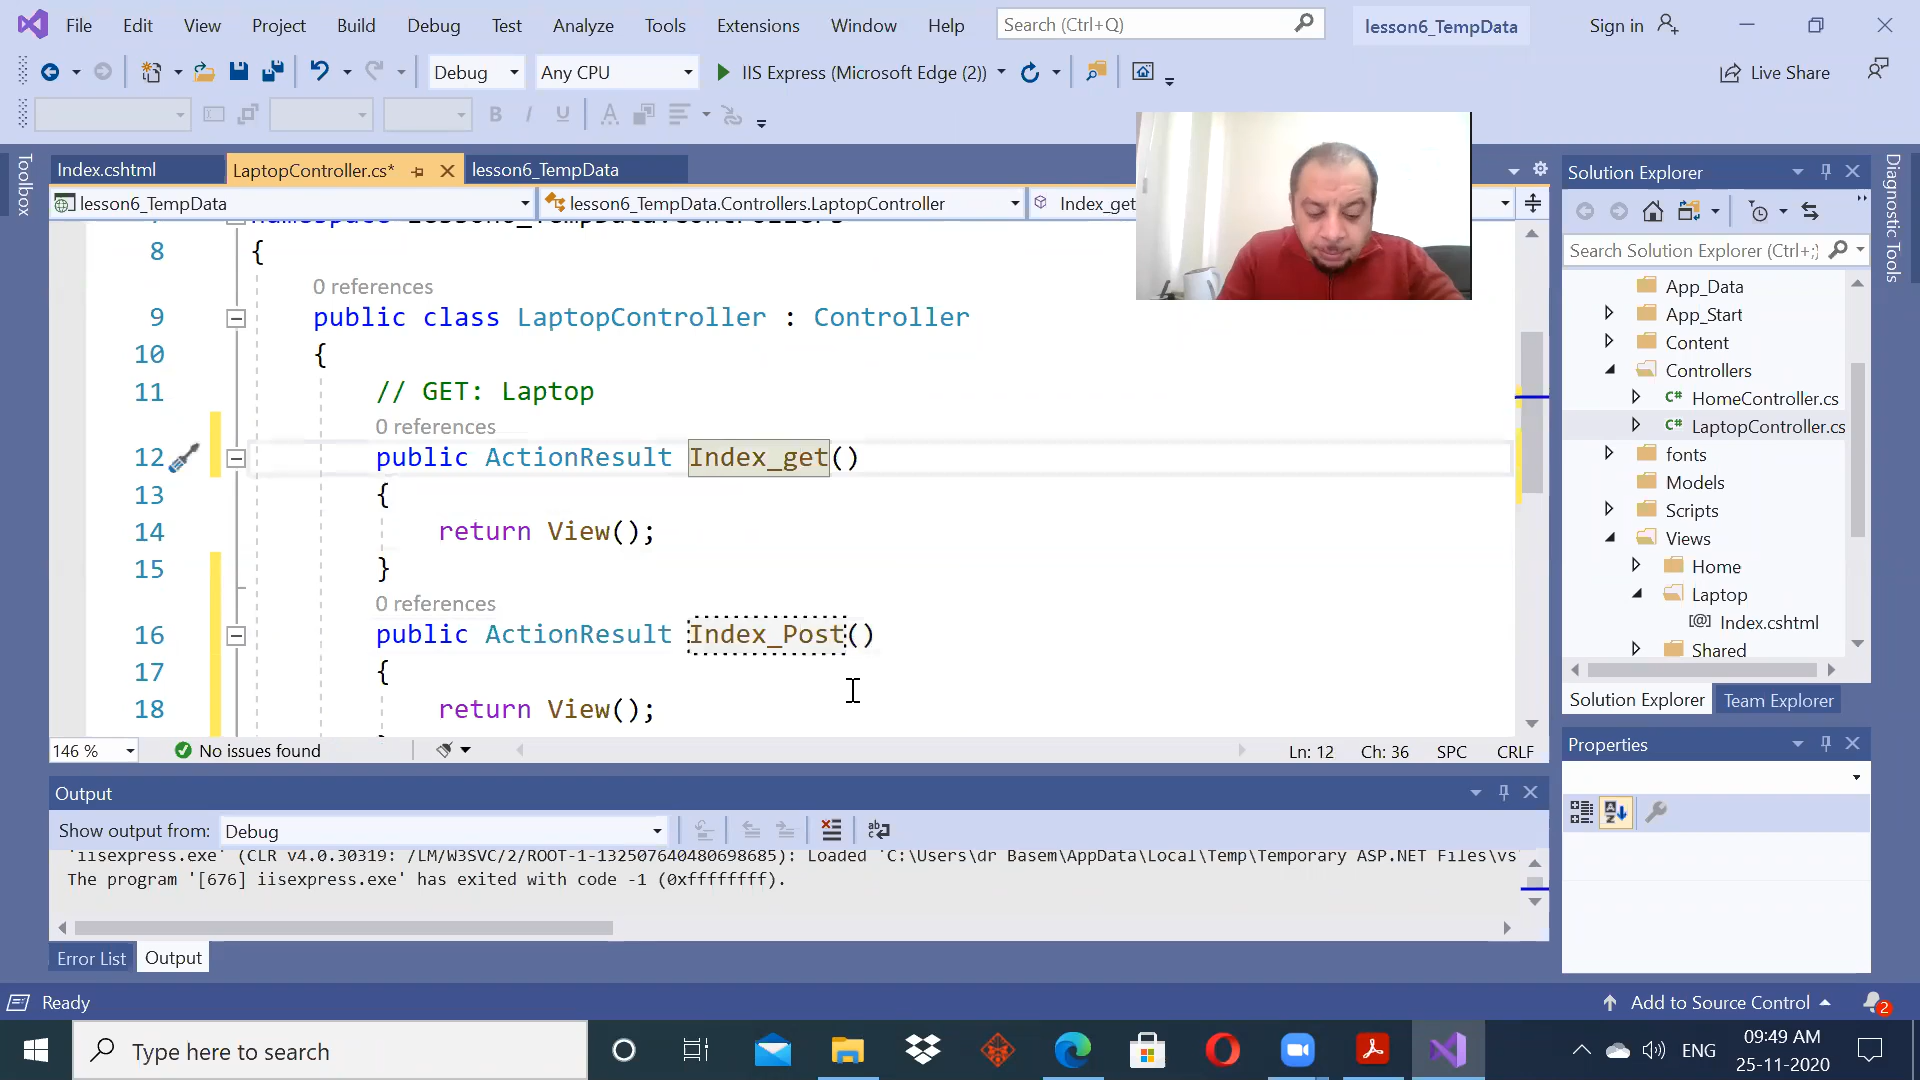 File Edit View Project Build Debug Test Analyze Tools Extensions Window Help Search (Ctrl+Q) lesson6_TempData Sign in
Debug Any CPU IIS Express (Microsoft Edge (2)) Live Share
B I U A
Toolbox
Index.cshtml LaptopController.cs* lesson6_TempData
lesson6_TempData lesson6_TempData.Controllers.LaptopController Index_get
8 {
0 references
9 public class LaptopController : Controller
10 {
11 // GET: Laptop
0 references
12 public ActionResult Index_get()
13 {
14 return View();
15 }
0 references
16 public ActionResult Index_Post()
17 {
18 return View();
146 % No issues found Ln: 12 Ch: 36 SPC CRLF
Output
Show output from: Debug
'iisexpress.exe' (CLR v4.0.30319: /LM/W3SVC/2/ROOT-1-132507640480698685): Loaded 'C:\Users\dr Basem\AppData\Local\Temp\Temporary ASP.NET Files\vs
The program '[676] iisexpress.exe' has exited with code -1 (0xffffffff).
Error List Output
Solution Explorer
Search Solution Explorer (Ctrl+;)
App_Data
App_Start
Content
Controllers
C# HomeController.cs
C# LaptopController.cs
fonts
Models
Scripts
Views
Home
Laptop
Index.cshtml
Shared
Solution Explorer Team Explorer
Properties
Diagnostic Tools
Ready Add to Source Control 2
Type here to search ENG 09:49 AM
25-11-2020